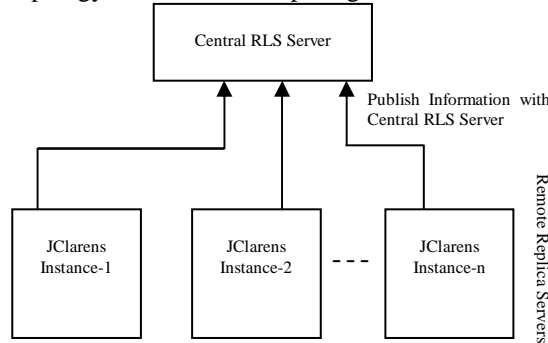 Central RLS Server
Publish Information with
Central RLS Server
JClarens
Instance-1
JClarens
Instance-2
JClarens
Instance-n
Remote Replica Servers